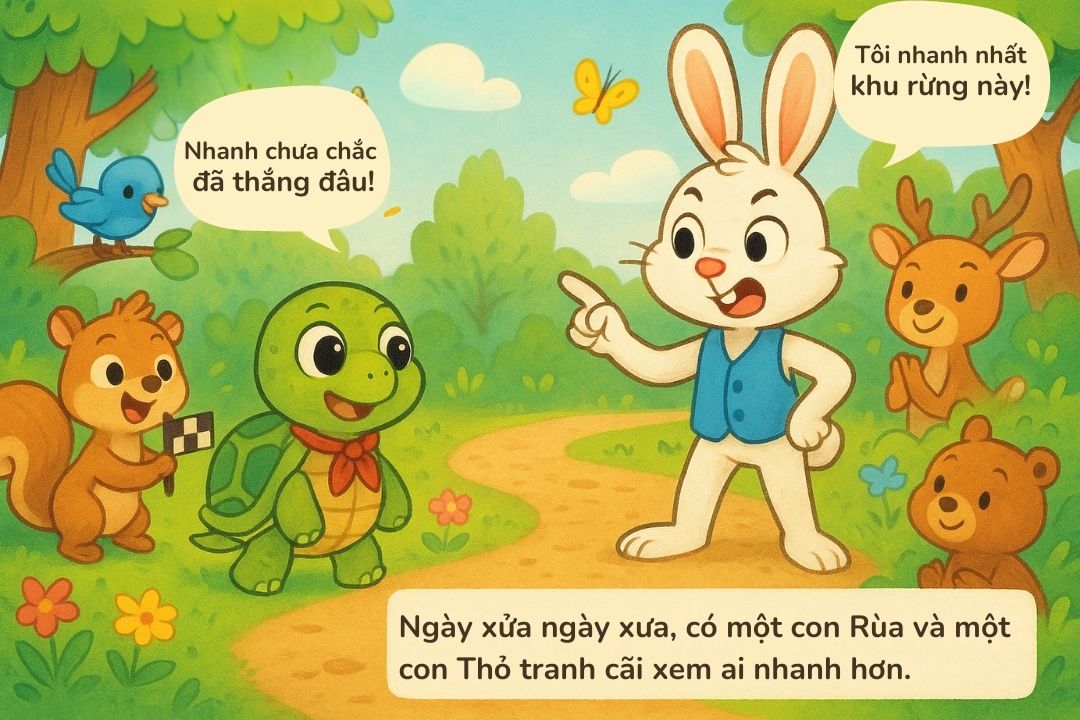 Tôi nhanh nhất
khu rừng này!
Nhanh chưa chắc
đã thắng đâu!
Ngày xửa ngày xưa, có một con Rùa và một
con Thỏ tranh cãi xem ai nhanh hơn.